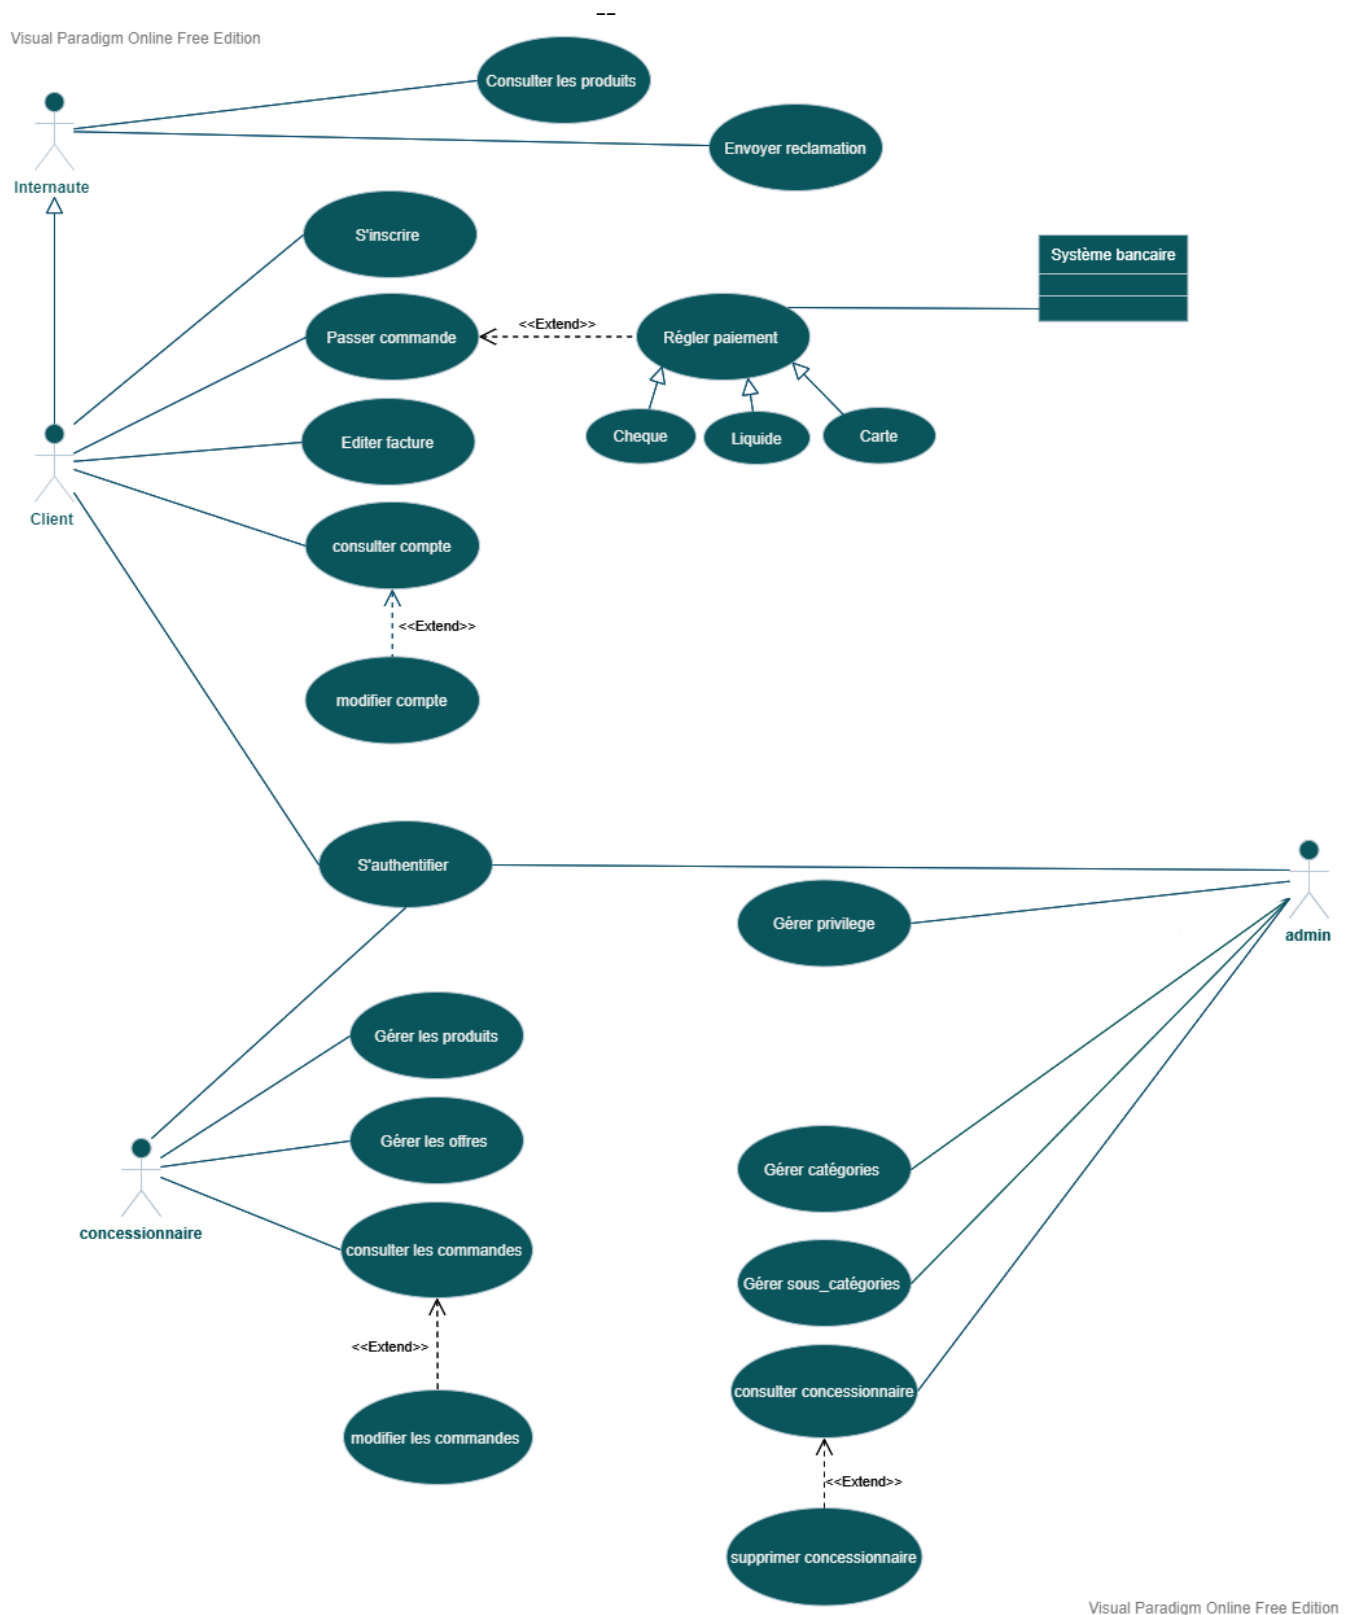 --
Visual Paradigm Online Free Edition
Consulter les produits
Envoyer reclamation
Internaute
S'inscrire
Système bancaire
<<Extend>>
Passer commande
Régler paiement
Cheque
Liquide
Carte
Editer facture
Client
consulter compte
<<Extend>>
modifier compte
S'authentifier
Gérer privilege
admin
Gérer les produits
Gérer les offres
Gérer catégories
concessionnaire
consulter les commandes
Gérer sous_catégories
<<Extend>>
consulter concessionnaire
modifier les commandes
<<Extend>>
supprimer concessionnaire
Visual Paradigm Online Free Edition